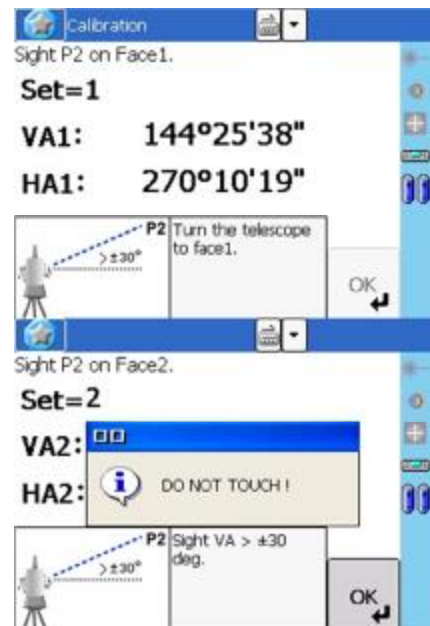 Calibration
Sight P2 on Face1.
Set=1
VA1: 144°25'38"
HA1: 270°10'19"
P2
>±30°
Turn the telescope
to face1.
OK
Sight P2 on Face2.
Set=2
VA2:
HA2:
DO NOT TOUCH !
P2
>±30°
Sight VA > ±30
deg.
OK